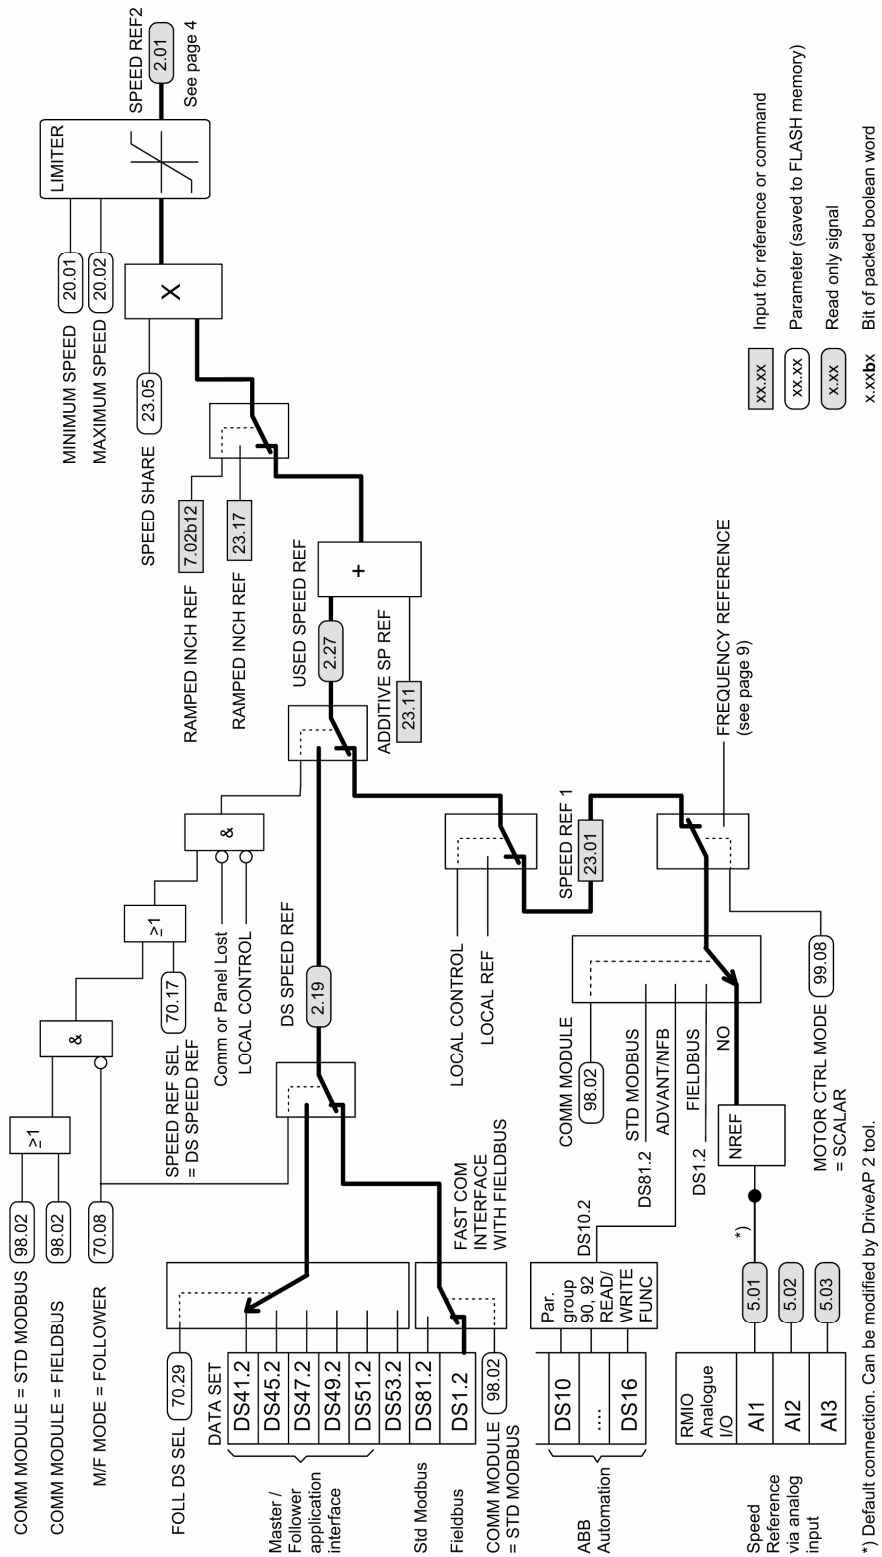 COMM MODULE = STD MODBUS
98.02
COMM MODULE = FIELDBUS
98.02
M/F MODE = FOLLOWER
70.08
≥1
&
SPEED REF SEL
= DS SPEED REF
70.17
≥1
Comm or Panel Lost
LOCAL CONTROL
&
MINIMUM SPEED
20.01
MAXIMUM SPEED
20.02
LIMITER
SPEED REF2
2.01
See page 4
SPEED SHARE
23.05
X
RAMPED INCH REF
7.02b12
RAMPED INCH REF
23.17
FOLL DS SEL
70.29
DATA SET
DS41.2
DS45.2
DS47.2
DS49.2
DS51.2
DS53.2
DS81.2
DS1.2
Master /
Follower
application
interface
Std Modbus
Fieldbus
COMM MODULE
= STD MODBUS
98.02
FAST COM
INTERFACE
WITH FIELDBUS
DS SPEED REF
2.19
USED SPEED REF
2.27
ADDITIVE SP REF
23.11
+
LOCAL CONTROL
LOCAL REF
SPEED REF 1
23.01
FREQUENCY REFERENCE
(see page 9)
ABB
Automation
DS10
....
DS16
Par.
group
90, 92
READ/
WRITE
FUNC
DS10.2
COMM MODULE
98.02
DS81.2
STD MODBUS
ADVANT/NFB
DS1.2
FIELDBUS
NO
NREF
MOTOR CTRL MODE
= SCALAR
99.08
Speed
Reference
via analog
input
RMIO
Analogue
I/O
AI1
AI2
AI3
5.01
5.02
5.03
*)
xx.xx
Input for reference or command
xx.xx
Parameter (saved to FLASH memory)
x.xx
Read only signal
x.xxbx
Bit of packed boolean word
*) Default connection. Can be modified by DriveAP 2 tool.